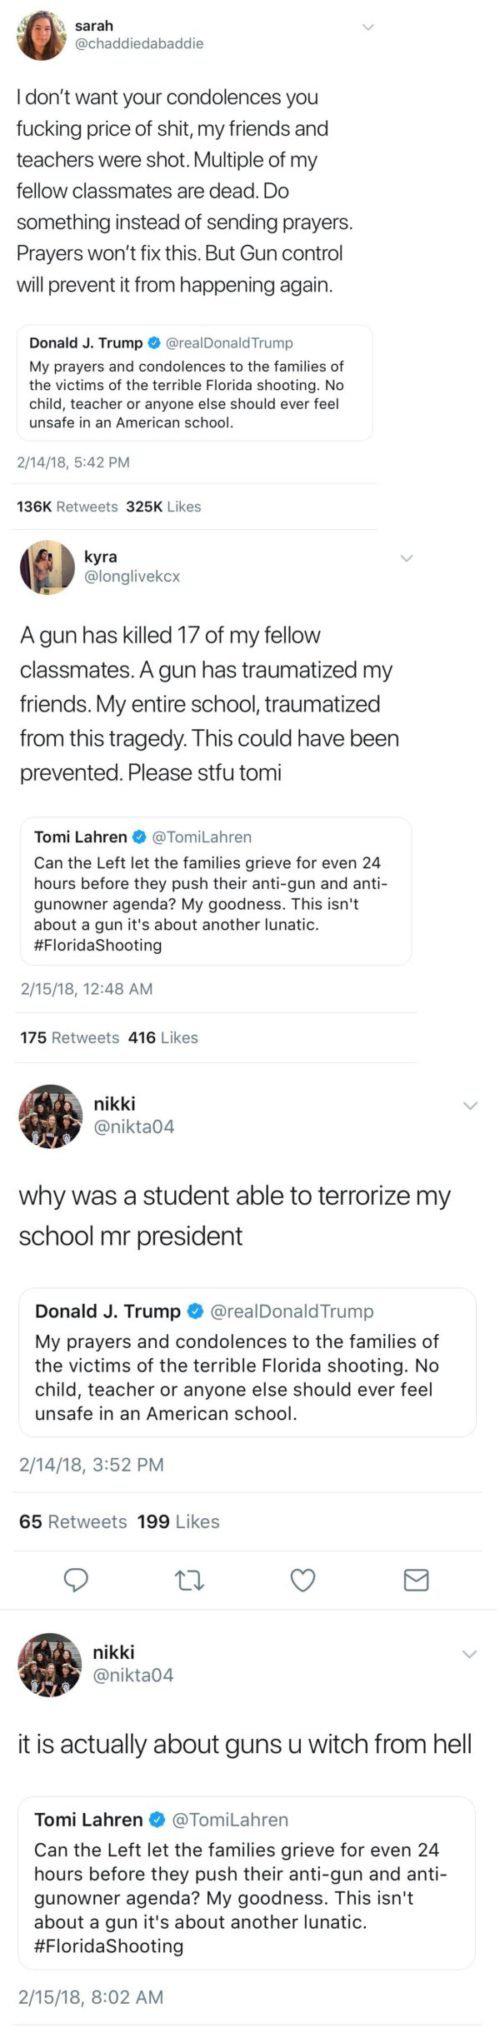 sarah
@chaddiedabaddie
I don't want your condolences you
fucking price of shit, my friends and
teachers were shot. Multiple of my
fellow classmates are dead. Do
something instead of sending prayers.
Prayers won't fix this. But Gun control
will prevent it from happening again.
Donald J. Trump @realDonaldTrump
My prayers and condolences to the families of
the victims of the terrible Florida shooting. No
child, teacher or anyone else should ever feel
unsafe in an American school.
2/14/18, 5:42 PM
136K Retweets 325K Likes
kyra
@longlivekcx
A gun has killed 17 of my fellow
classmates. A gun has traumatized my
friends. My entire school, traumatized
from this tragedy. This could have been
prevented. Please stfu tomi
Tomi Lahren @TomiLahren
Can the Left let the families grieve for even 24
hours before they push their anti-gun and anti-
gunowner agenda? My goodness. This isn't
about a gun it's about another lunatic.
#FloridaShooting
2/15/18, 12:48 AM
175 Retweets 416 Likes
nikki
@nikta04
why was a student able to terrorize my
school mr president
Donald J. Trump @realDonaldTrump
My prayers and condolences to the families of
the victims of the terrible Florida shooting. No
child, teacher or anyone else should ever feel
unsafe in an American school.
2/14/18, 3:52 PM
65 Retweets 199 Likes
nikki
@nikta04
it is actually about guns u witch from hell
Tomi Lahren @TomiLahren
Can the Left let the families grieve for even 24
hours before they push their anti-gun and anti-
gunowner agenda? My goodness. This isn't
about a gun it's about another lunatic.
#FloridaShooting
2/15/18, 8:02 AM